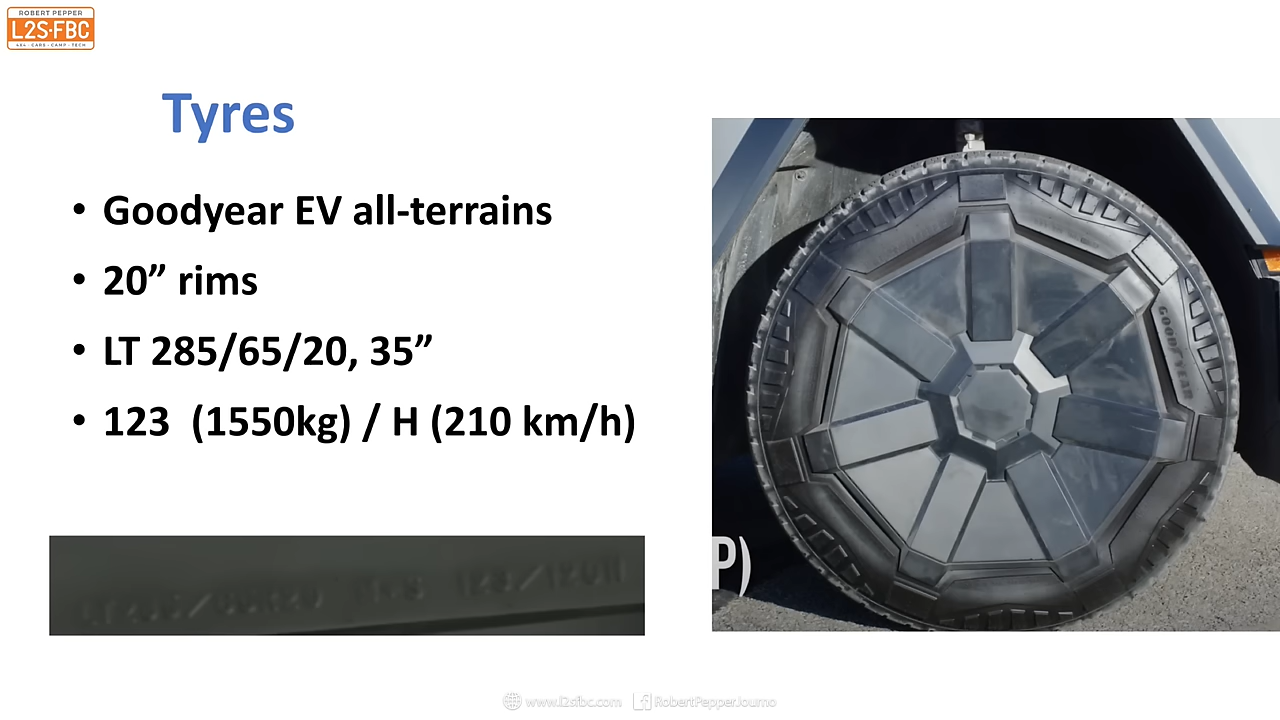 ROBERT PEPPER
L2S·FBC
4X4 · CARS · CAMP · TECH
Tyres
• Goodyear EV all-terrains
• 20” rims
• LT 285/65/20, 35”
• 123 (1550kg) / H (210 km/h)
GOODYEAR
P)
www.l2sfbc.com
RobertPepperJourno